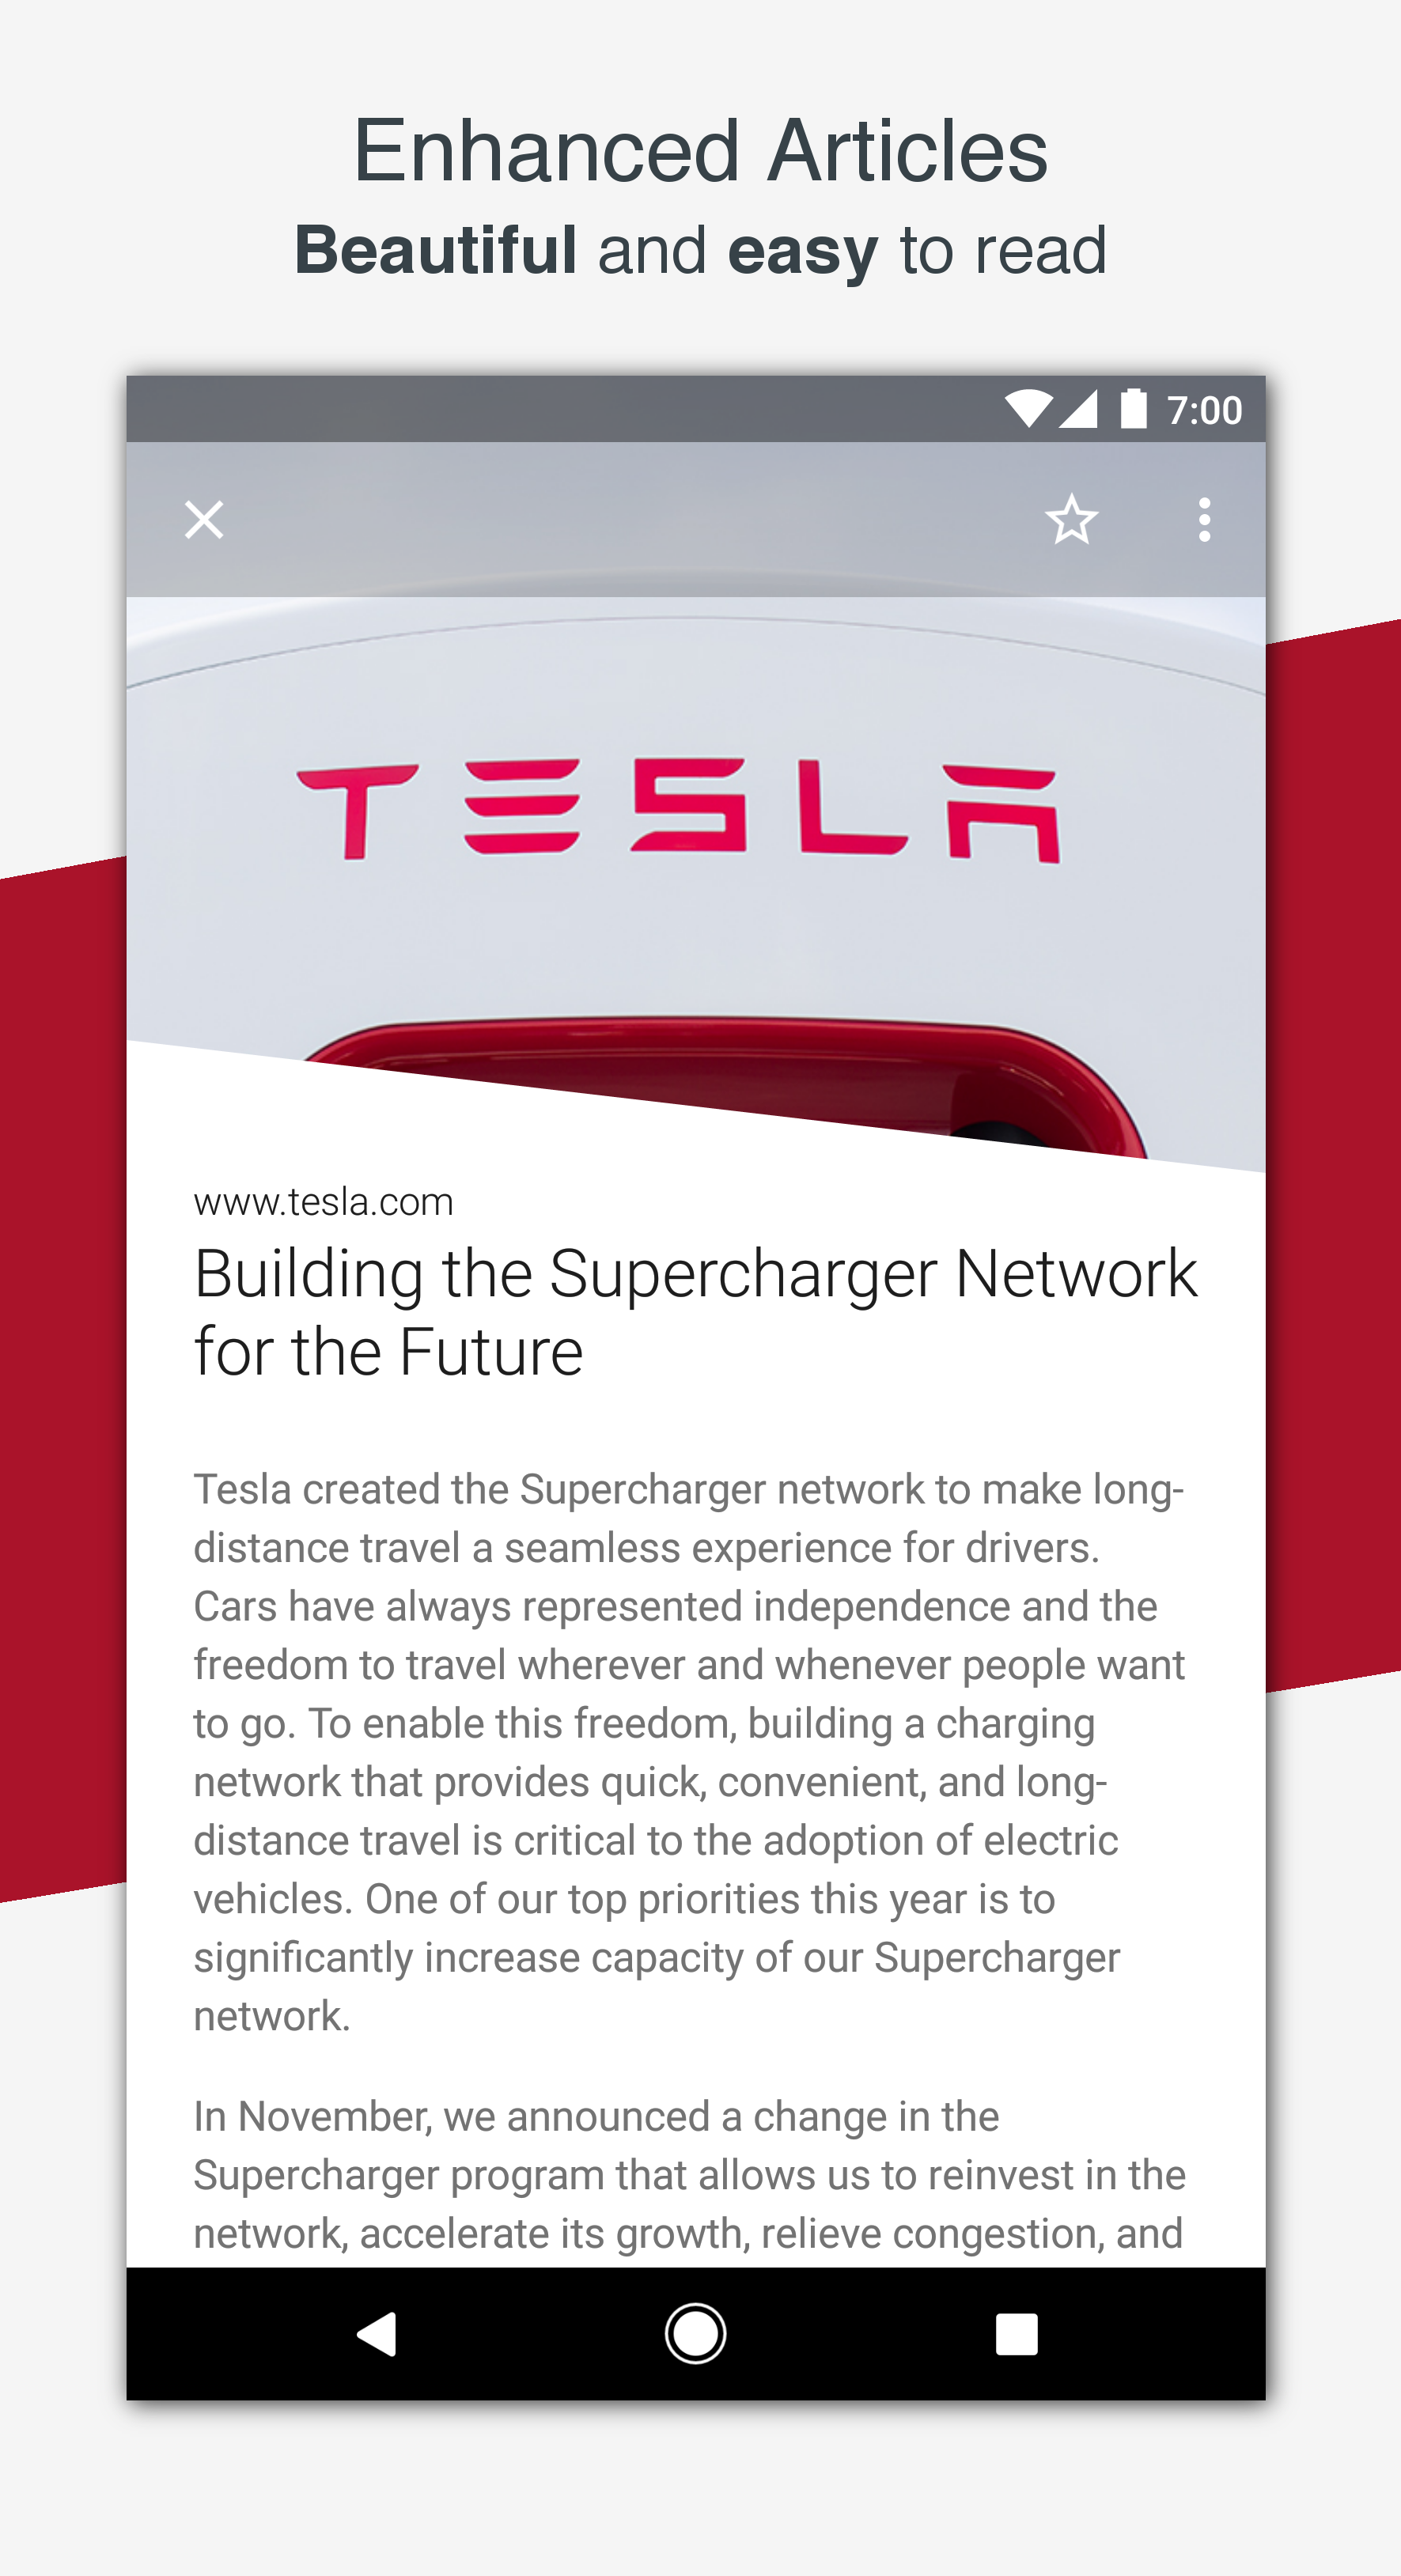 Enhanced Articles
Beautiful and easy to read
7:00
TESLA
www.tesla.com
Building the Supercharger Network
for the Future
Tesla created the Supercharger network to make long-
distance travel a seamless experience for drivers.
Cars have always represented independence and the
freedom to travel wherever and whenever people want
to go. To enable this freedom, building a charging
network that provides quick, convenient, and long-
distance travel is critical to the adoption of electric
vehicles. One of our top priorities this year is to
significantly increase capacity of our Supercharger
network.
In November, we announced a change in the
Supercharger program that allows us to reinvest in the
network, accelerate its growth, relieve congestion, and